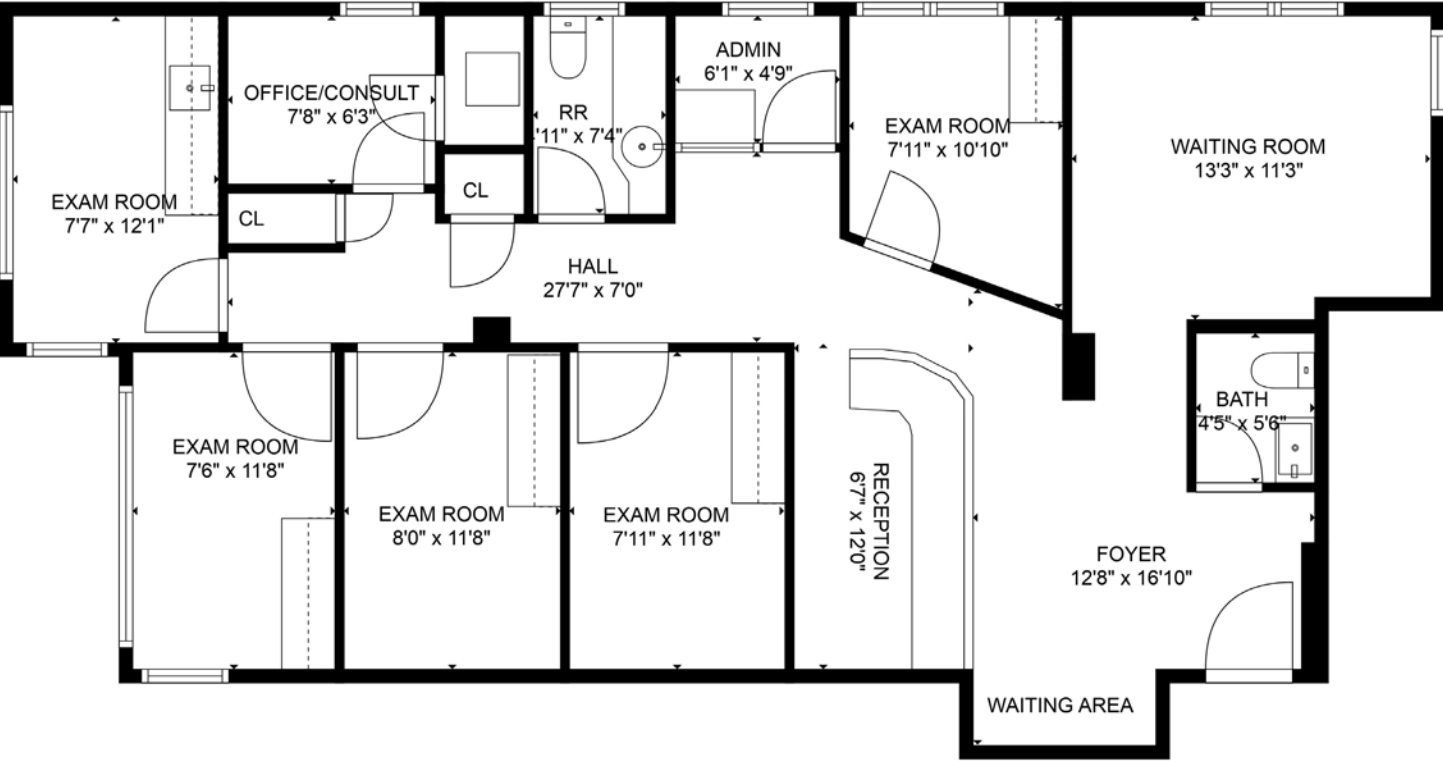 OFFICE/CONSULT
7'8" x 6'3"
ADMIN
6'1" x 4'9"
RR
'11" x 7'4"
EXAM ROOM
7'11" x 10'10"
WAITING ROOM
13'3" x 11'3"
EXAM ROOM
7'7" x 12'1"
CL
CL
HALL
27'7" x 7'0"
BATH
4'5" x 5'6"
EXAM ROOM
7'6" x 11'8"
EXAM ROOM
8'0" x 11'8"
EXAM ROOM
7'11" x 11'8"
RECEPTION
6'7" x 12'0"
FOYER
12'8" x 16'10"
WAITING AREA